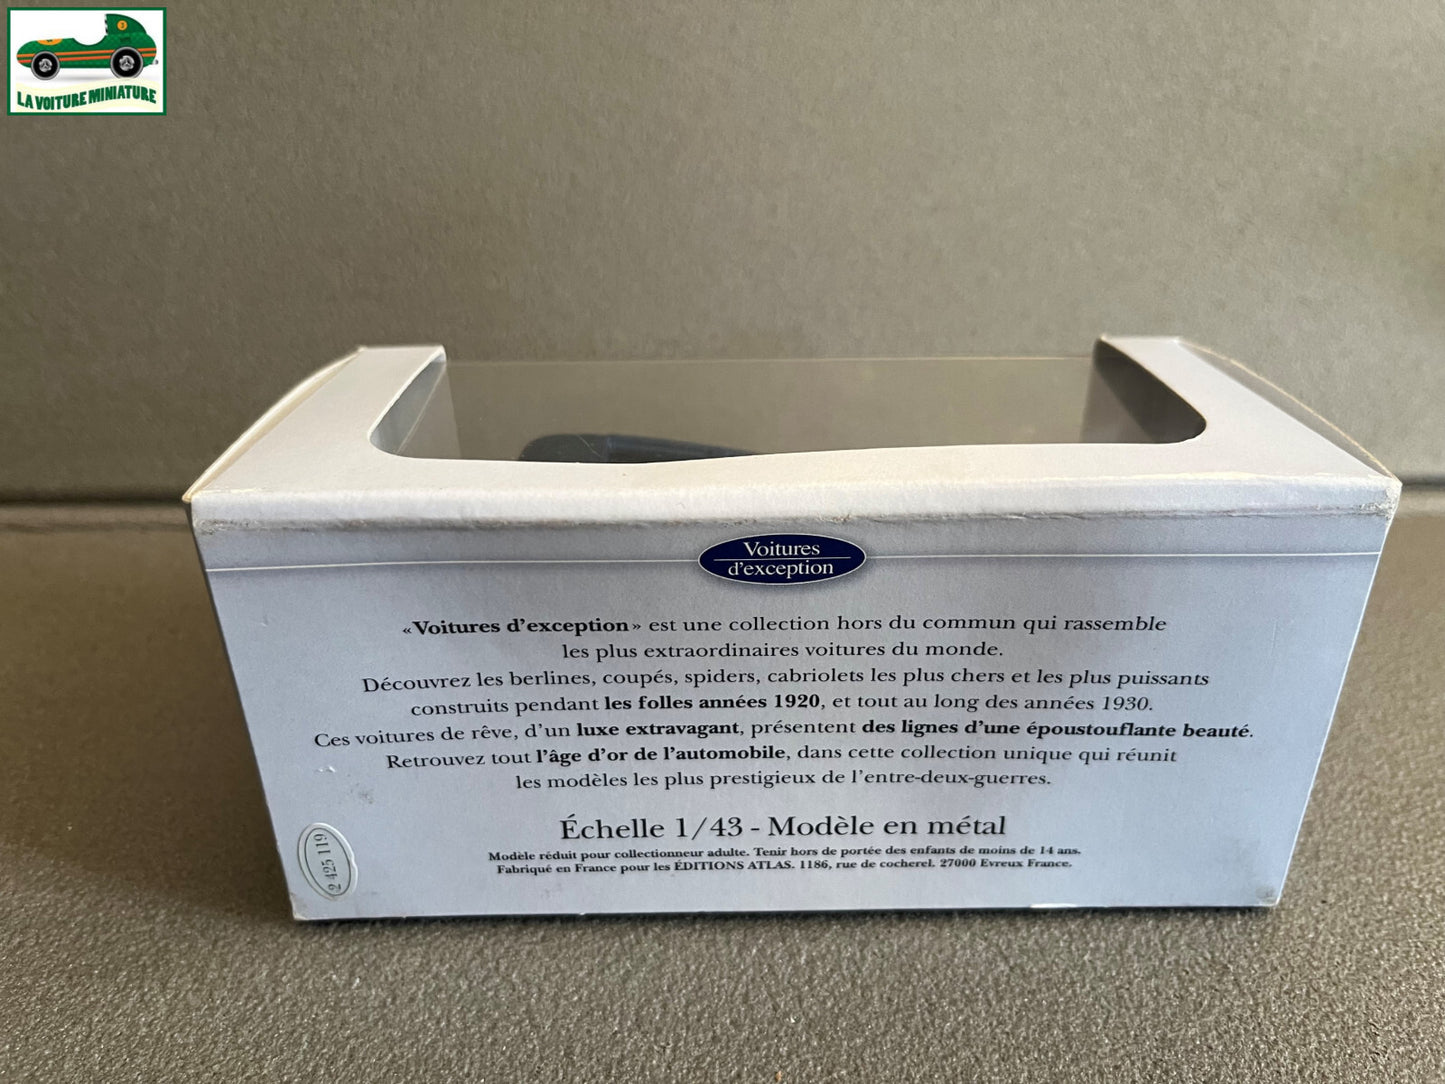 3
LA VOITURE MINIATURE
Voitures
d'exception
«Voitures d'exception» est une collection hors du commun qui rassemble
les plus extraordinaires voitures du monde.
Découvrez les berlines, coupés, spiders, cabriolets les plus chers et les plus puissants
construits pendant les folles années 1920, et tout au long des années 1930.
Ces voitures de rêve, d'un luxe extravagant, présentent des lignes d'une époustouflante beauté.
Retrouvez tout l'âge d'or de l'automobile, dans cette collection unique qui réunit
les modèles les plus prestigieux de l'entre-deux-guerres.
Échelle 1/43 - Modèle en métal
Modèle réduit pour collectionneur adulte. Tenir hors de portée des enfants de moins de 14 ans.
Fabriqué en France pour les ÉDITIONS ATLAS. 1186, rue de cocherel. 27000 Evreux France.
2 425 119